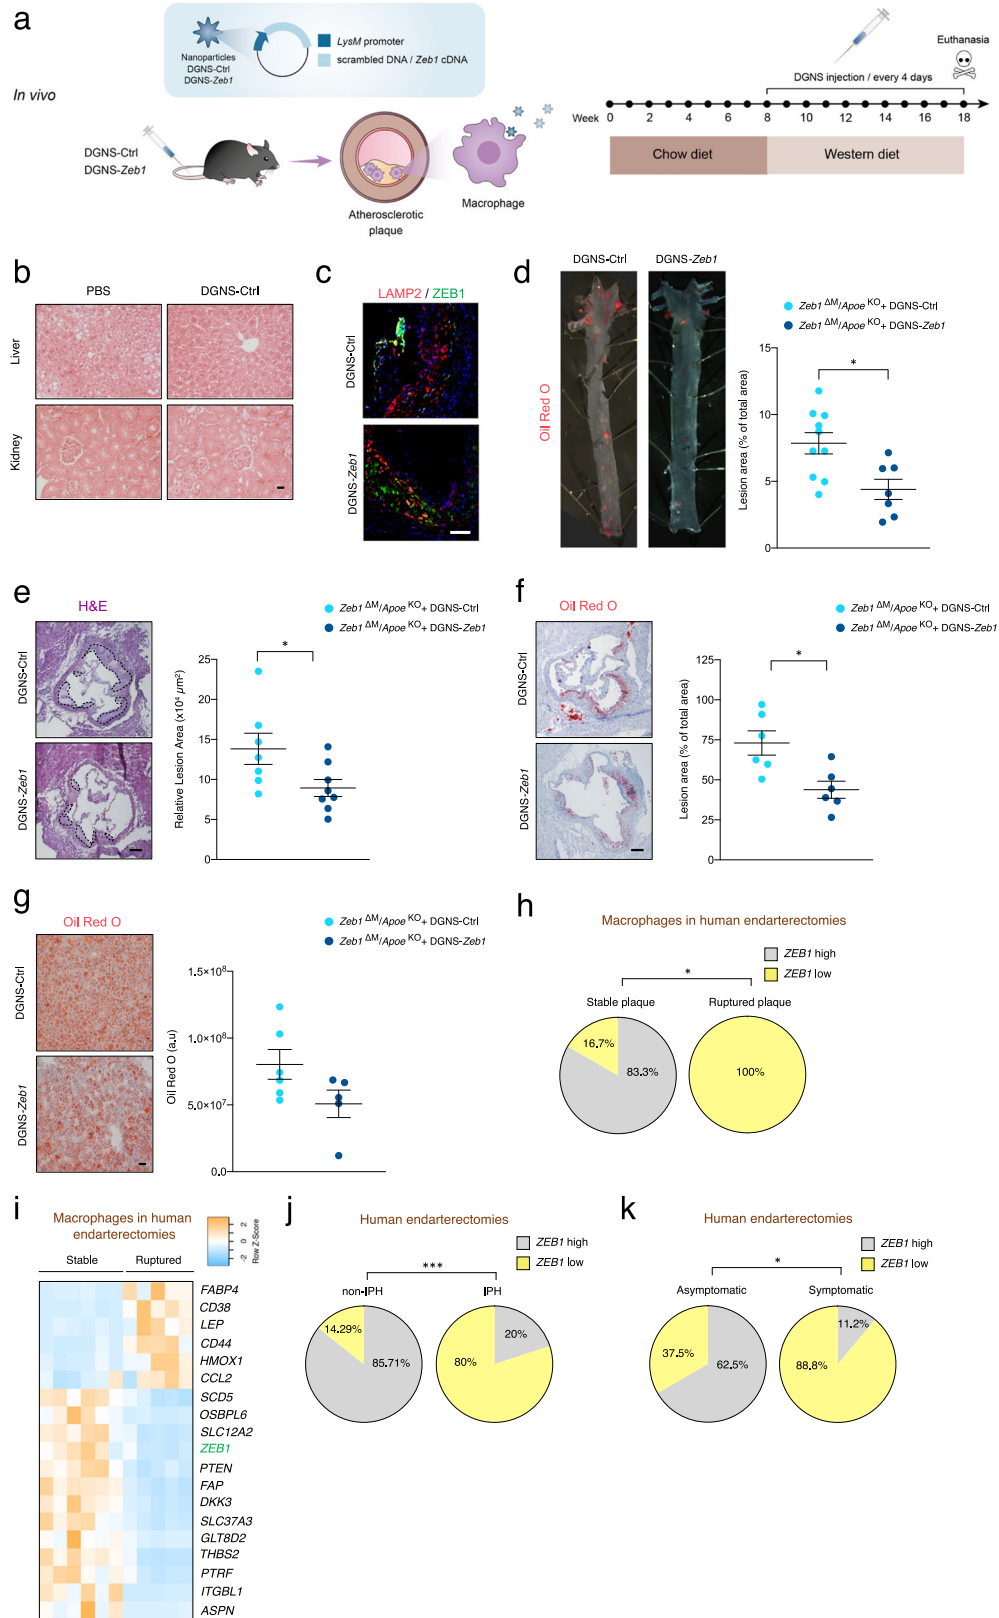 a
In vivo
Nanoparticles
DGNS-Ctrl
DGNS-Zeb1
LysM promoter
scrambled DNA / Zeb1 cDNA
DGNS-Ctrl
DGNS-Zeb1
Atherosclerotic
plaque
Macrophage
Euthanasia
DGNS injection / every 4 days
Week
0 2 4 6 8 10 12 14 16 18
Chow diet
Western diet
b
PBS
DGNS-Ctrl
Liver
Kidney
c
LAMP2 / ZEB1
DGNS-Ctrl
DGNS-Zeb1
d
DGNS-Ctrl
DGNS-Zeb1
Oil Red O
Zeb1 ΔM/Apoe KO+ DGNS-Ctrl
Zeb1 ΔM/Apoe KO+ DGNS-Zeb1
Lesion area (% of total area)
15
10
5
0
*
e
H&E
DGNS-Ctrl
DGNS-Zeb1
Zeb1 ΔM/Apoe KO+ DGNS-Ctrl
Zeb1 ΔM/Apoe KO+ DGNS-Zeb1
Relative Lesion Area (x10⁴ µm²)
25
20
15
10
5
0
*
f
Oil Red O
DGNS-Ctrl
DGNS-Zeb1
Zeb1 ΔM/Apoe KO+ DGNS-Ctrl
Zeb1 ΔM/Apoe KO+ DGNS-Zeb1
Lesion area (% of total area)
125
100
75
50
25
0
*
g
Oil Red O
DGNS-Ctrl
DGNS-Zeb1
Zeb1 ΔM/Apoe KO+ DGNS-Ctrl
Zeb1 ΔM/Apoe KO+ DGNS-Zeb1
Oil Red O (a.u)
1.5×10⁸
1.0×10⁸
5.0×10⁷
0.0
h
Macrophages in human endarterectomies
ZEB1 high
ZEB1 low
*
Stable plaque
Ruptured plaque
16.7%
83.3%
100%
i
Macrophages in human
endarterectomies
Stable
Ruptured
-2 0 2
Row Z-Score
FABP4
CD38
LEP
CD44
HMOX1
CCL2
SCD5
OSBPL6
SLC12A2
ZEB1
PTEN
FAP
DKK3
SLC37A3
GLT8D2
THBS2
PTRF
ITGBL1
ASPN
j
Human endarterectomies
ZEB1 high
ZEB1 low
***
non-IPH
IPH
14.29%
85.71%
20%
80%
k
Human endarterectomies
ZEB1 high
ZEB1 low
*
Asymptomatic
Symptomatic
37.5%
62.5%
11.2%
88.8%